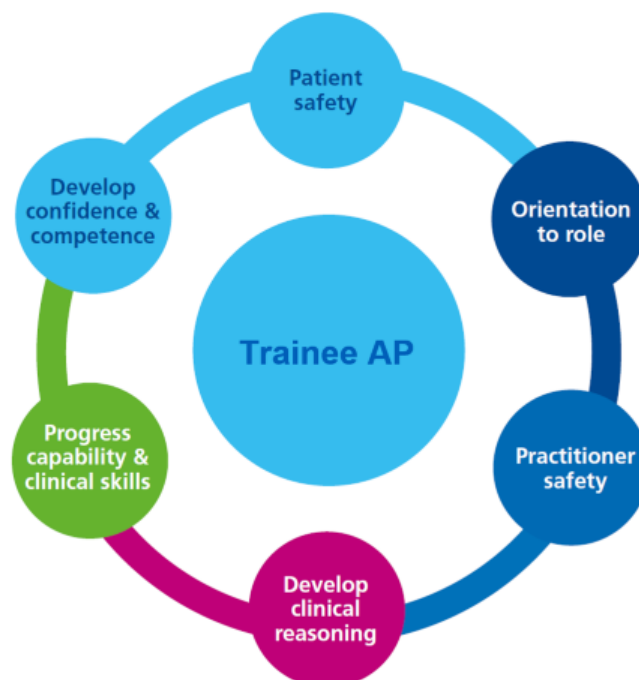 Patient
safety
Orientation
to role
Practitioner
safety
Develop
clinical
reasoning
Progress
capability &
clinical skills
Develop
confidence &
competence
Trainee AP